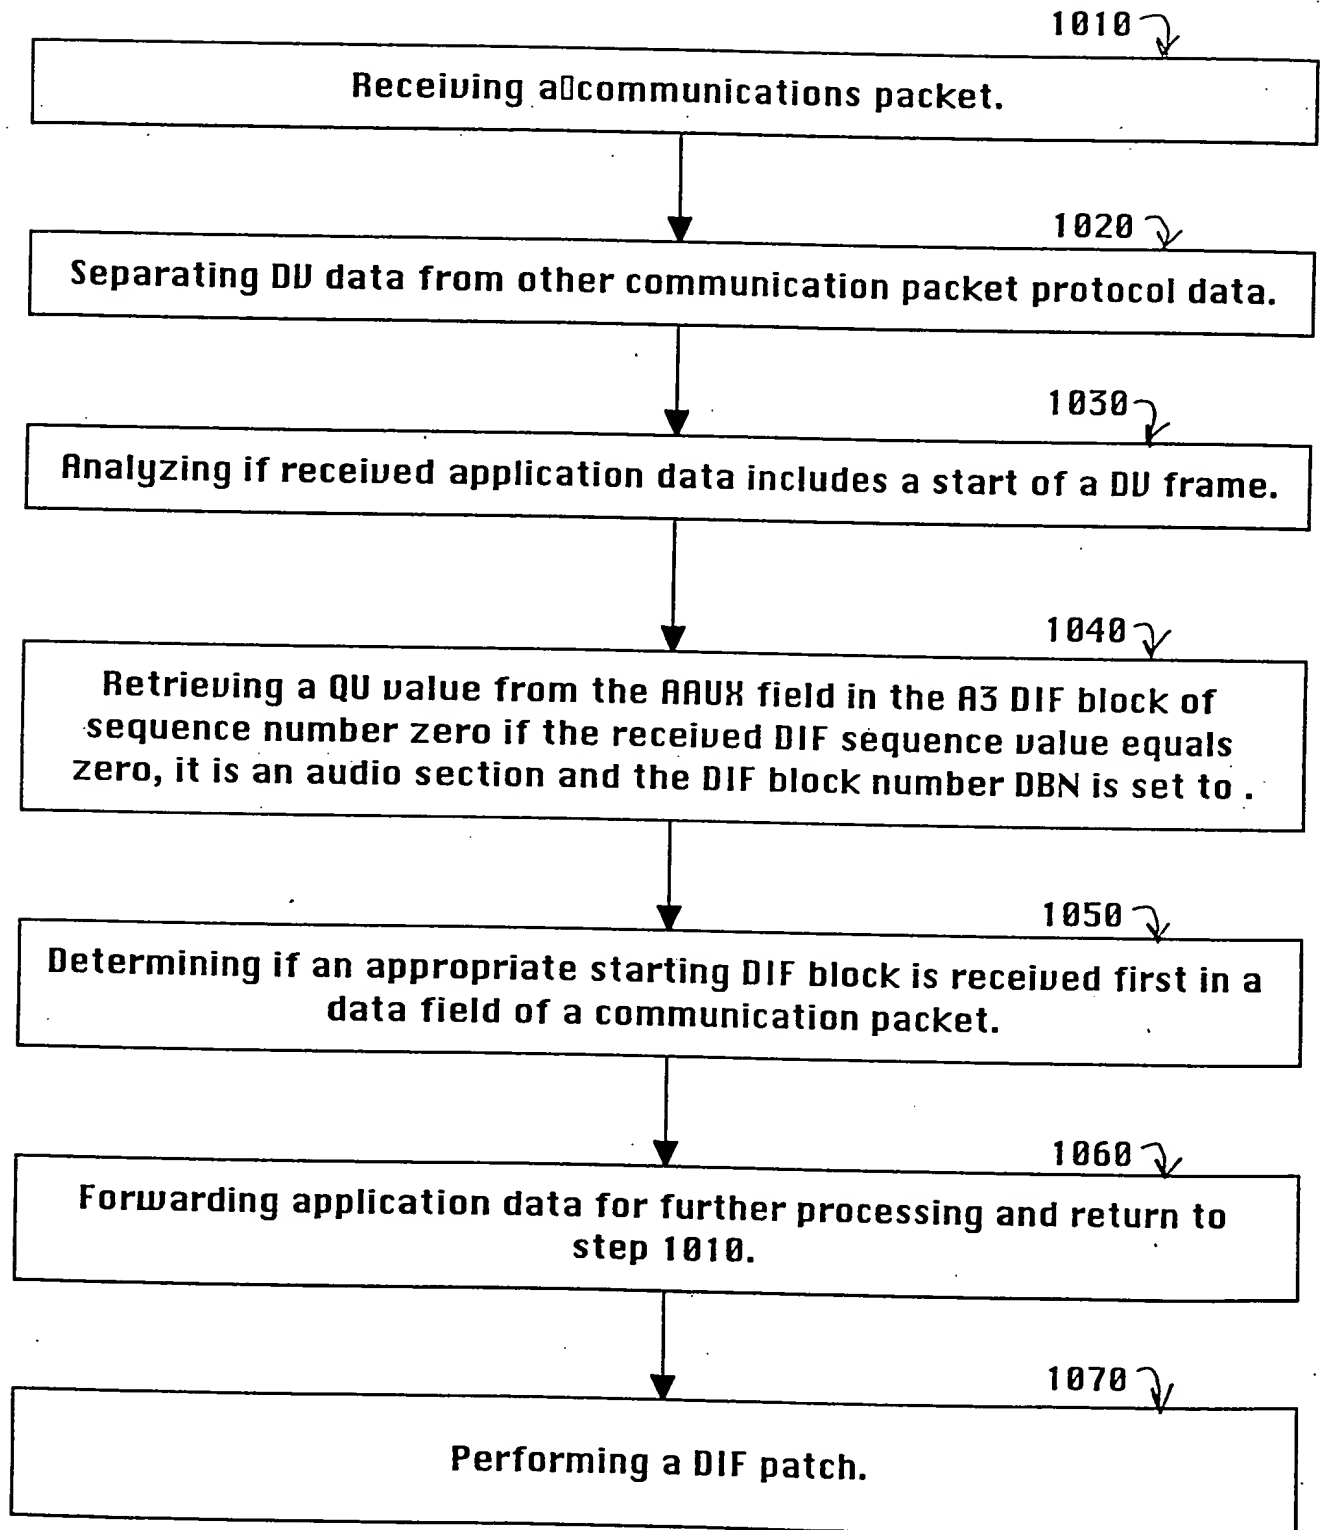 1010
Receiving a▯communications packet.
1020
Separating DV data from other communication packet protocol data.
1030
Analyzing if received application data includes a start of a DV frame.
1040
Retrieving a QU value from the AAUX field in the A3 DIF block of
sequence number zero if the received DIF sequence value equals
zero, it is an audio section and the DIF block number DBN is set to .
1050
Determining if an appropriate starting DIF block is received first in a
data field of a communication packet.
1060
Forwarding application data for further processing and return to
step 1010.
1070
Performing a DIF patch.